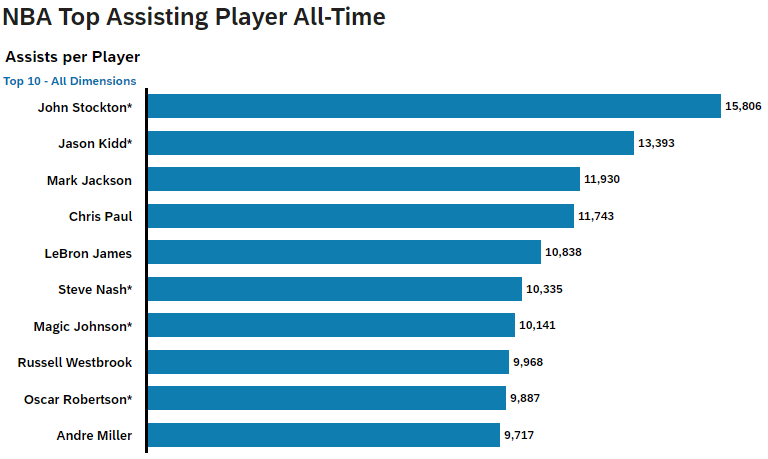 NBA Top Assisting Player All-Time
Assists per Player
Top 10 - All Dimensions
John Stockton* 15,806
Jason Kidd* 13,393
Mark Jackson 11,930
Chris Paul 11,743
LeBron James 10,838
Steve Nash* 10,335
Magic Johnson* 10,141
Russell Westbrook 9,968
Oscar Robertson* 9,887
Andre Miller 9,717